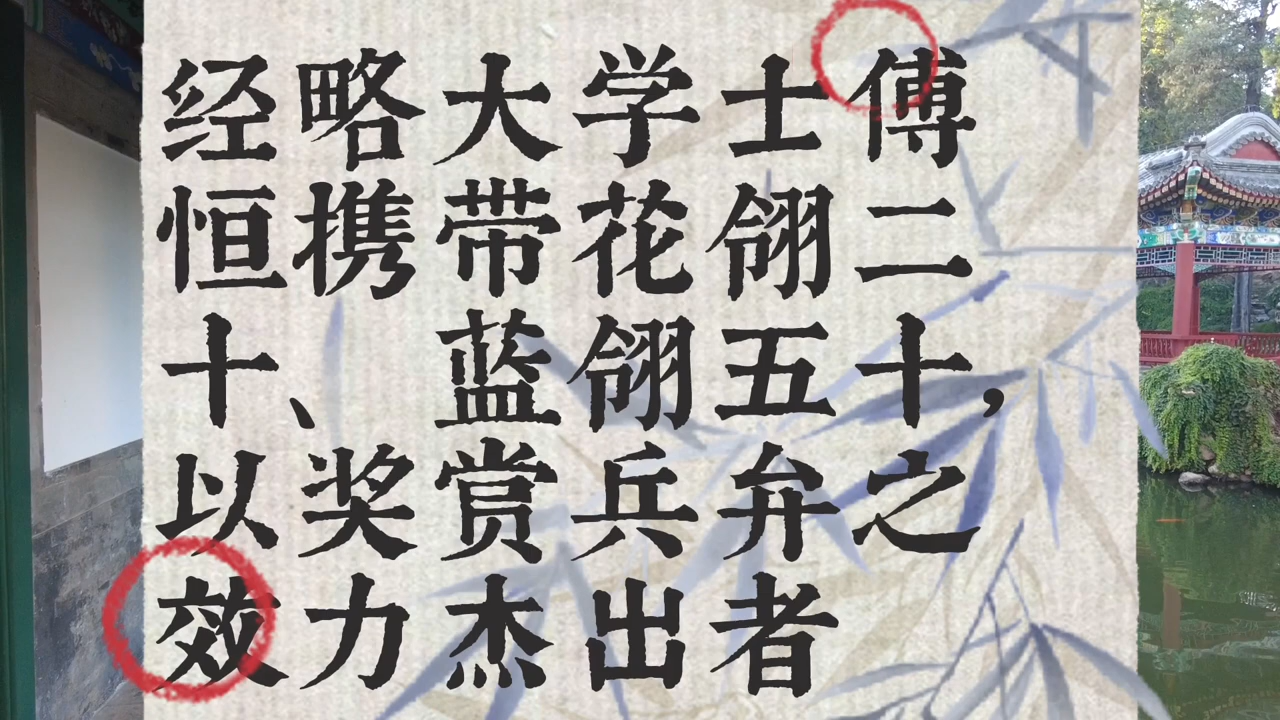 经略大学士傅
恒携大带花翎二
十、蓝翎五十，
以奖赏兵弁之
效力杰出者